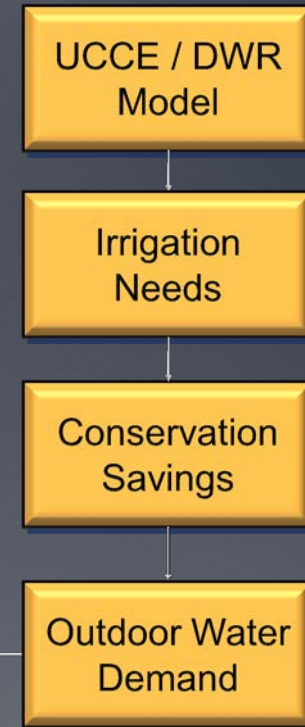 UCCE / DWR
Model
Irrigation
Needs
Conservation
Savings
Outdoor Water
Demand